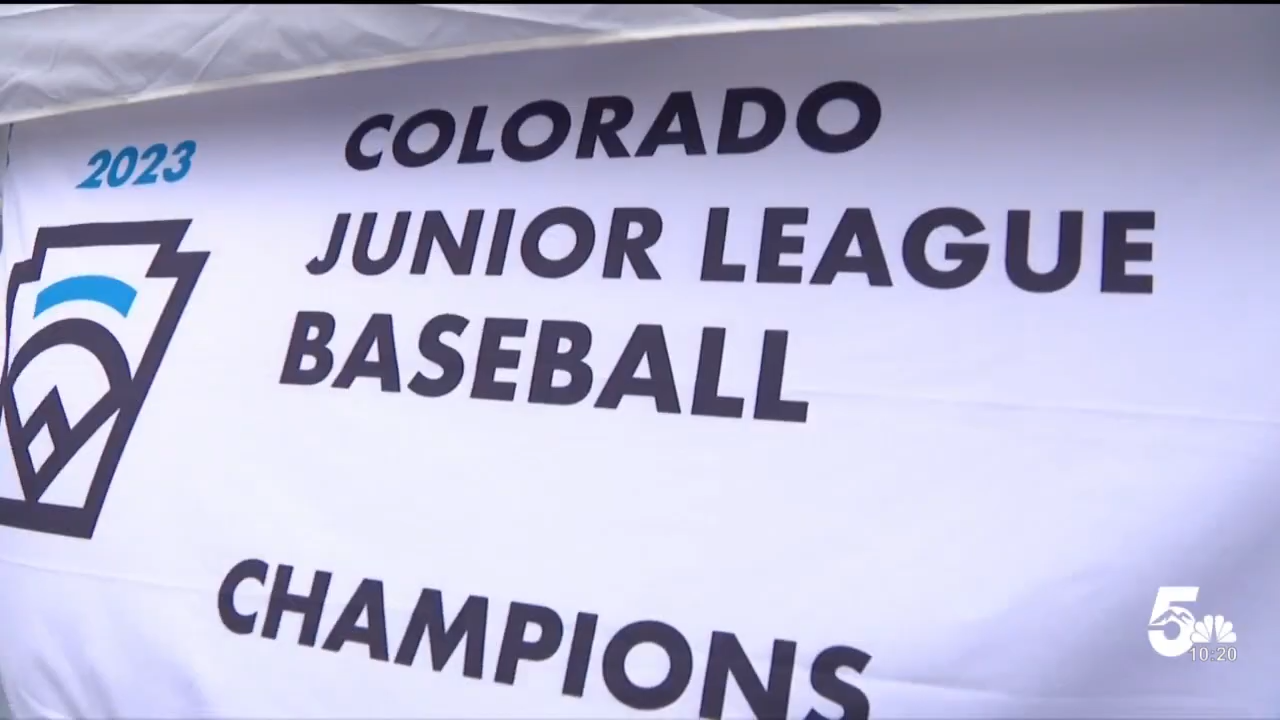 2023
COLORADO
JUNIOR LEAGUE
BASEBALL
CHAMPIONS
5
10:20